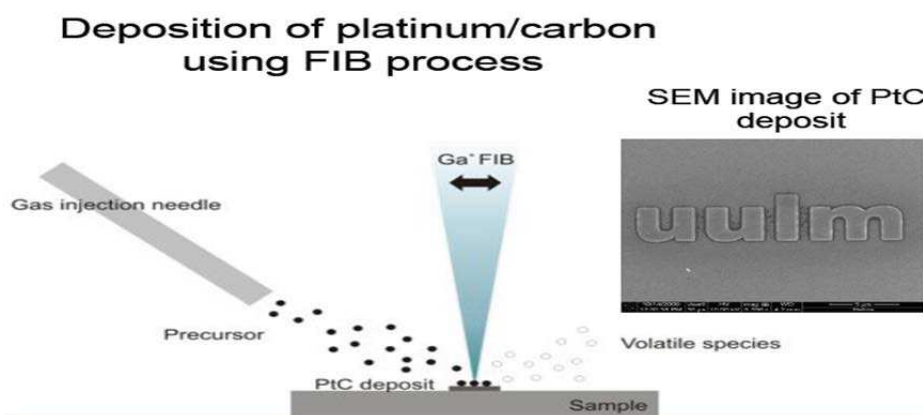 Deposition of platinum/carbon
using FIB process
SEM image of PtC
deposit
Ga⁺ FIB
Gas injection needle
uulm
Precursor
Volatile species
PtC deposit
Sample